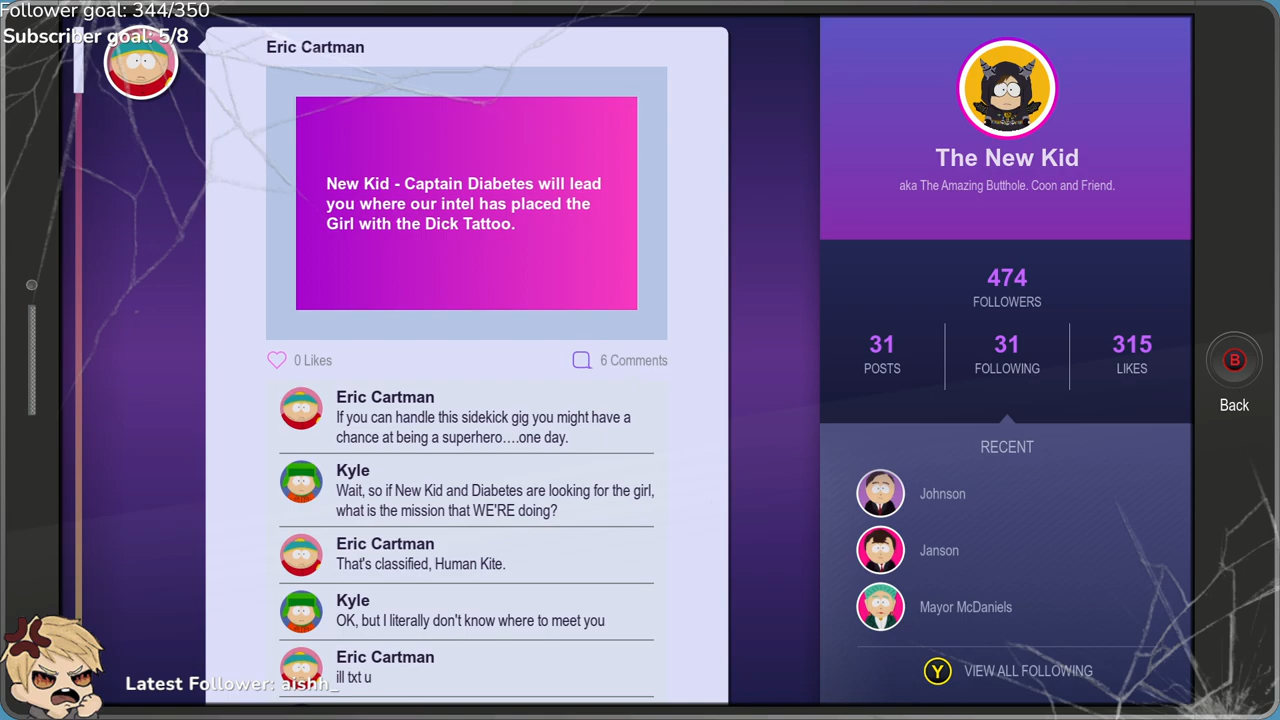 Follower goal: 344/350
Subscriber goal: 5/8
Eric Cartman
New Kid - Captain Diabetes will lead
you where our intel has placed the
Girl with the Dick Tattoo.
0 Likes
6 Comments
Eric Cartman
If you can handle this sidekick gig you might have a
chance at being a superhero….one day.
Kyle
Wait, so if New Kid and Diabetes are looking for the girl,
what is the mission that WE'RE doing?
Eric Cartman
That's classified, Human Kite.
Kyle
OK, but I literally don't know where to meet you
Eric Cartman
ill txt u
Latest Follower: aishh_
The New Kid
aka The Amazing Butthole. Coon and Friend.
474
FOLLOWERS
31
POSTS
31
FOLLOWING
315
LIKES
RECENT
Johnson
Janson
Mayor McDaniels
Y VIEW ALL FOLLOWING
B
Back